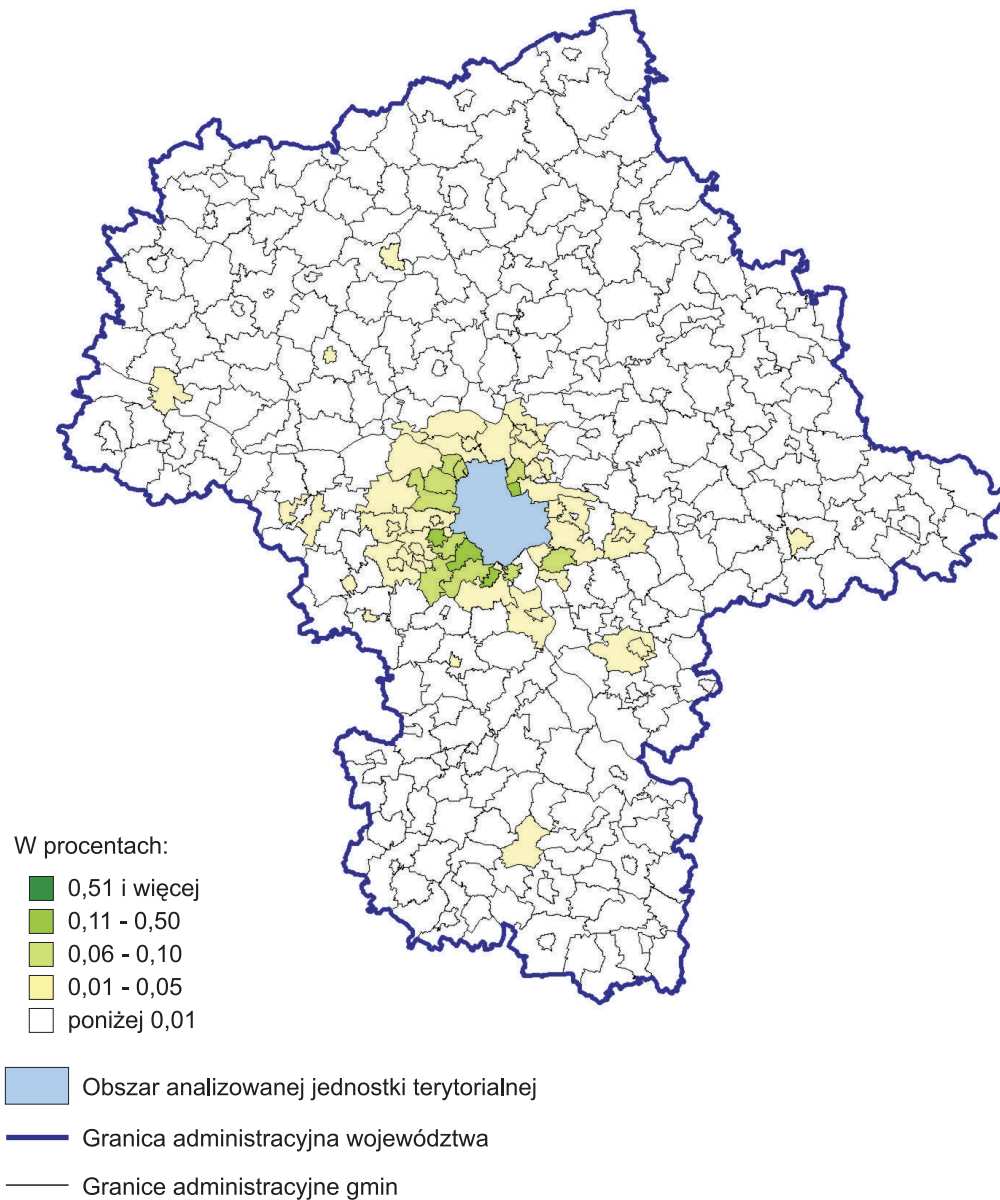 W procentach:
0,51 i więcej
0,11 - 0,50
0,06 - 0,10
0,01 - 0,05
poniżej 0,01
Obszar analizowanej jednostki terytorialnej
Granica administracyjna województwa
Granice administracyjne gmin